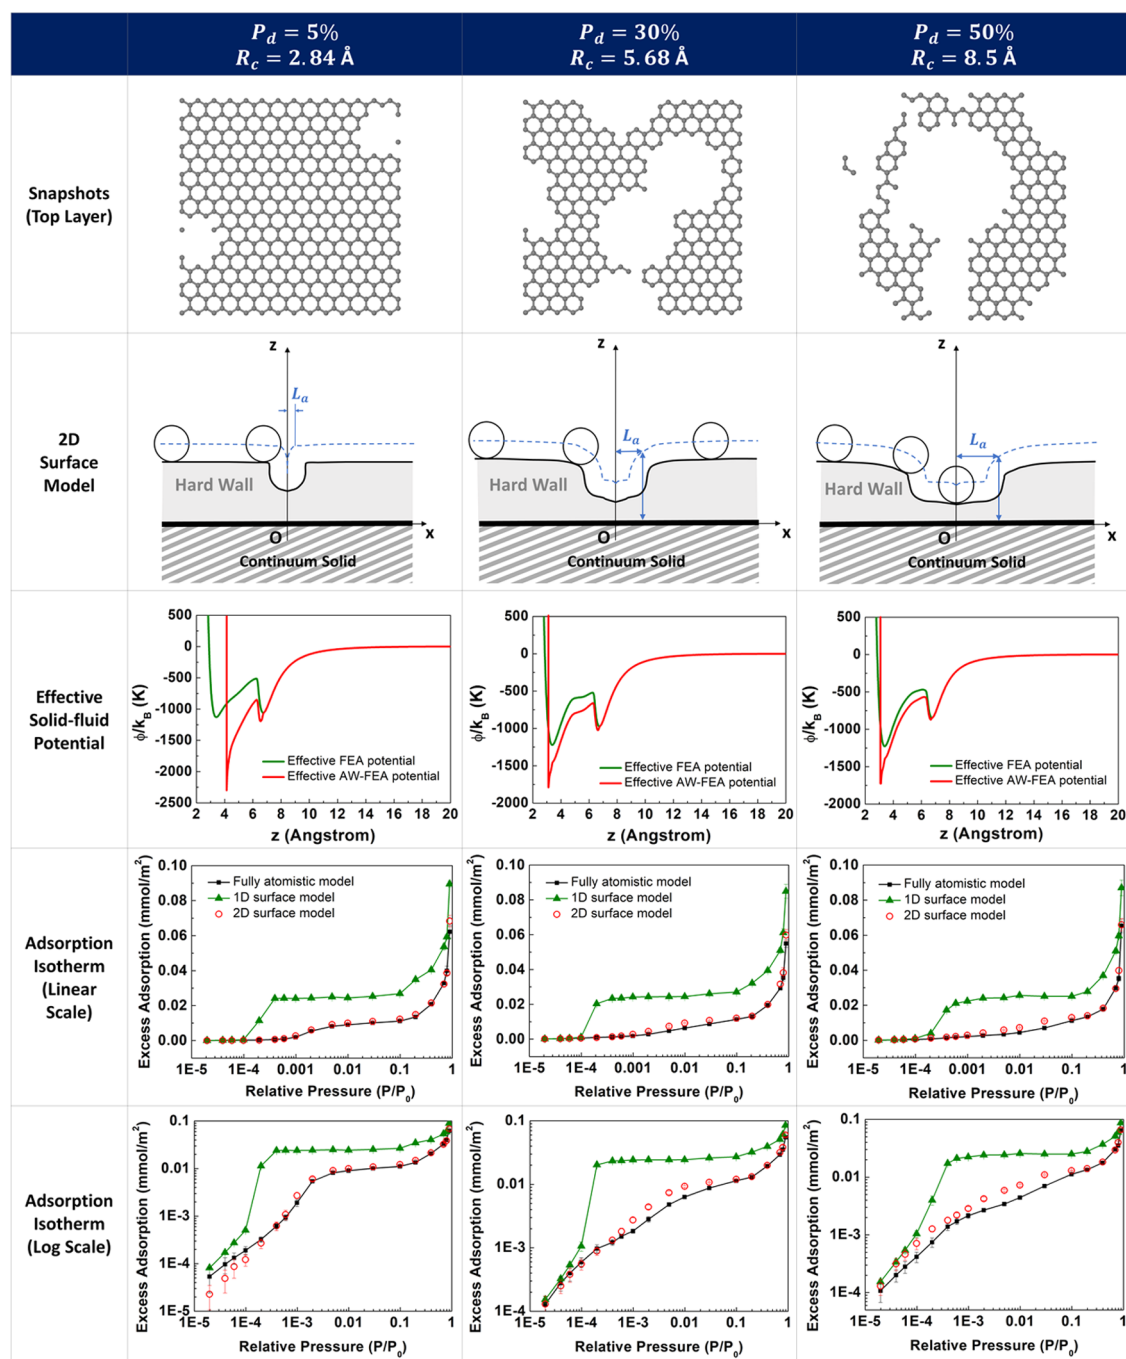 P_d = 5%
R_c = 2.84 Å
P_d = 30%
R_c = 5.68 Å
P_d = 50%
R_c = 8.5 Å
Snapshots
(Top Layer)
2D
Surface
Model
z
L_a
Hard Wall
O
x
Continuum Solid
z
L_a
Hard Wall
O
x
Continuum Solid
z
L_a
Hard Wall
O
x
Continuum Solid
Effective
Solid-fluid
Potential
ϕ/k_B (K)
500
0
-500
-1000
-1500
-2000
-2500
Effective FEA potential
Effective AW-FEA potential
2 4 6 8 10 12 14 16 18 20
z (Angstrom)
ϕ/k_B (K)
500
0
-500
-1000
-1500
-2000
Effective FEA potential
Effective AW-FEA potential
2 4 6 8 10 12 14 16 18 20
z (Angstrom)
ϕ/k_B (K)
500
0
-500
-1000
-1500
-2000
Effective FEA potential
Effective AW-FEA potential
2 4 6 8 10 12 14 16 18 20
z (Angstrom)
Adsorption
Isotherm
(Linear
Scale)
Excess Adsorption (mmol/m²)
0.10
0.08
0.06
0.04
0.02
0.00
Fully atomistic model
1D surface model
2D surface model
1E-5 1E-4 0.001 0.01 0.1 1
Relative Pressure (P/P₀)
Excess Adsorption (mmol/m²)
0.10
0.08
0.06
0.04
0.02
0.00
Fully atomistic model
1D surface model
2D surface model
1E-5 1E-4 0.001 0.01 0.1 1
Relative Pressure (P/P₀)
Excess Adsorption (mmol/m²)
0.10
0.08
0.06
0.04
0.02
0.00
Fully atomistic model
1D surface model
2D surface model
1E-5 1E-4 0.001 0.01 0.1 1
Relative Pressure (P/P₀)
Adsorption
Isotherm
(Log Scale)
Excess Adsorption (mmol/m²)
0.1
0.01
1E-3
1E-4
1E-5
1E-5 1E-4 1E-3 0.01 0.1 1
Relative Pressure (P/P₀)
Excess Adsorption (mmol/m²)
0.1
0.01
1E-3
1E-4
1E-5 1E-4 1E-3 0.01 0.1 1
Relative Pressure (P/P₀)
Excess Adsorption (mmol/m²)
0.1
0.01
1E-3
1E-4
1E-5 1E-4 1E-3 0.01 0.1 1
Relative Pressure (P/P₀)